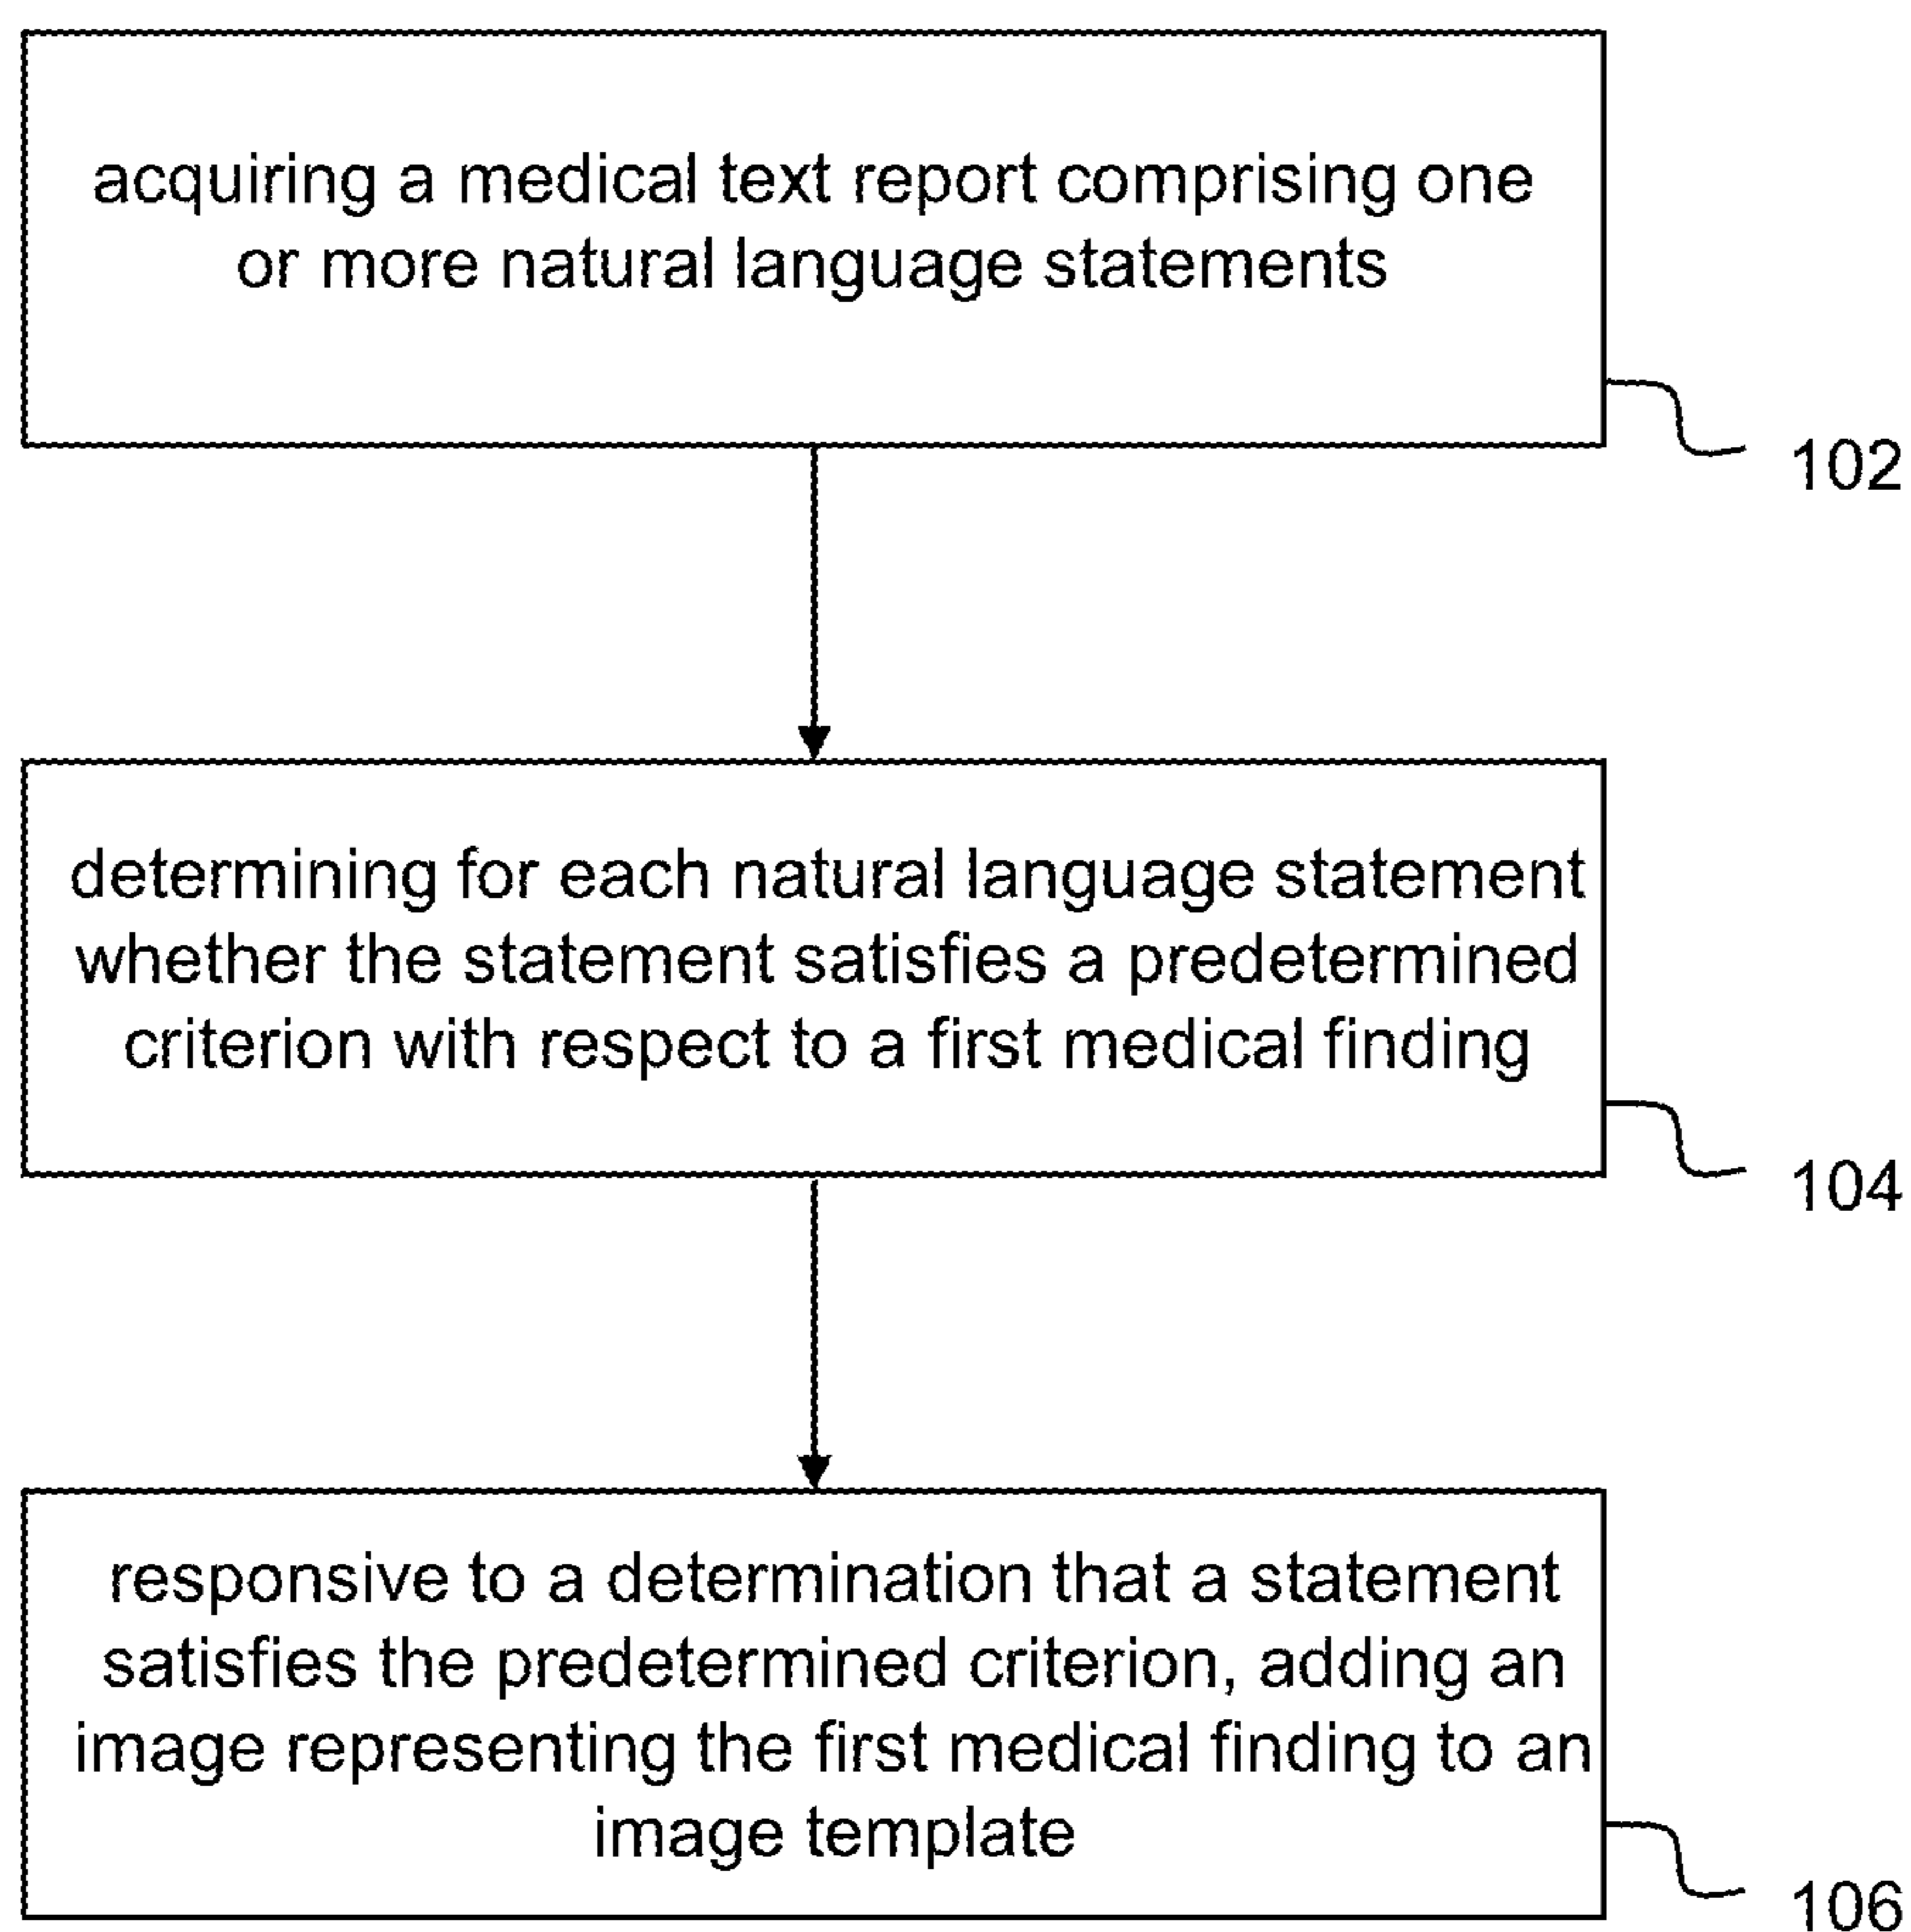 acquiring a medical text report comprising one
or more natural language statements
102
determining for each natural language statement
whether the statement satisfies a predetermined
criterion with respect to a first medical finding
104
responsive to a determination that a statement
satisfies the predetermined criterion, adding an
image representing the first medical finding to an
image template
106